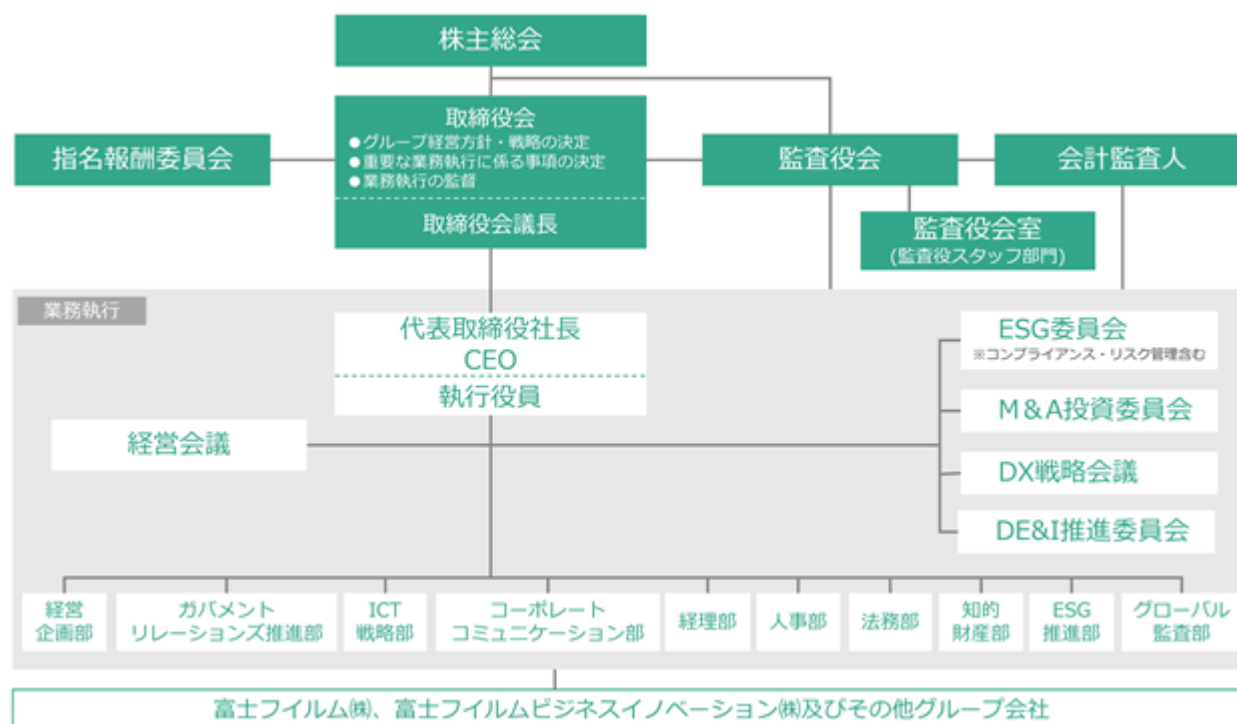 株主総会
取締役会
●グループ経営方針・戦略の決定
●重要な業務執行に係る事項の決定
●業務執行の監督
取締役会議長
指名報酬委員会
監査役会
会計監査人
監査役会室
(監査役スタッフ部門)
業務執行
代表取締役社長
CEO
執行役員
経営会議
ESG委員会
※コンプライアンス・リスク管理含む
M&A投資委員会
DX戦略会議
DE&I推進委員会
経営
企画部
ガバメント
リレーションズ推進部
ICT
戦略部
コーポレート
コミュニケーション部
経理部
人事部
法務部
知的
財産部
ESG
推進部
グローバル
監査部
富士フイルム㈱、富士フイルムビジネスイノベーション㈱及びその他グループ会社